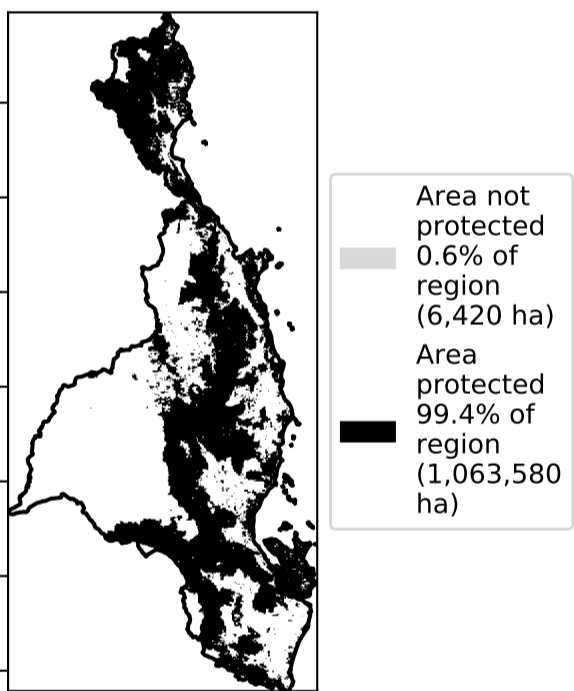 Area not
protected
0.6% of
region
(6,420 ha)
Area
protected
99.4% of
region
(1,063,580
ha)